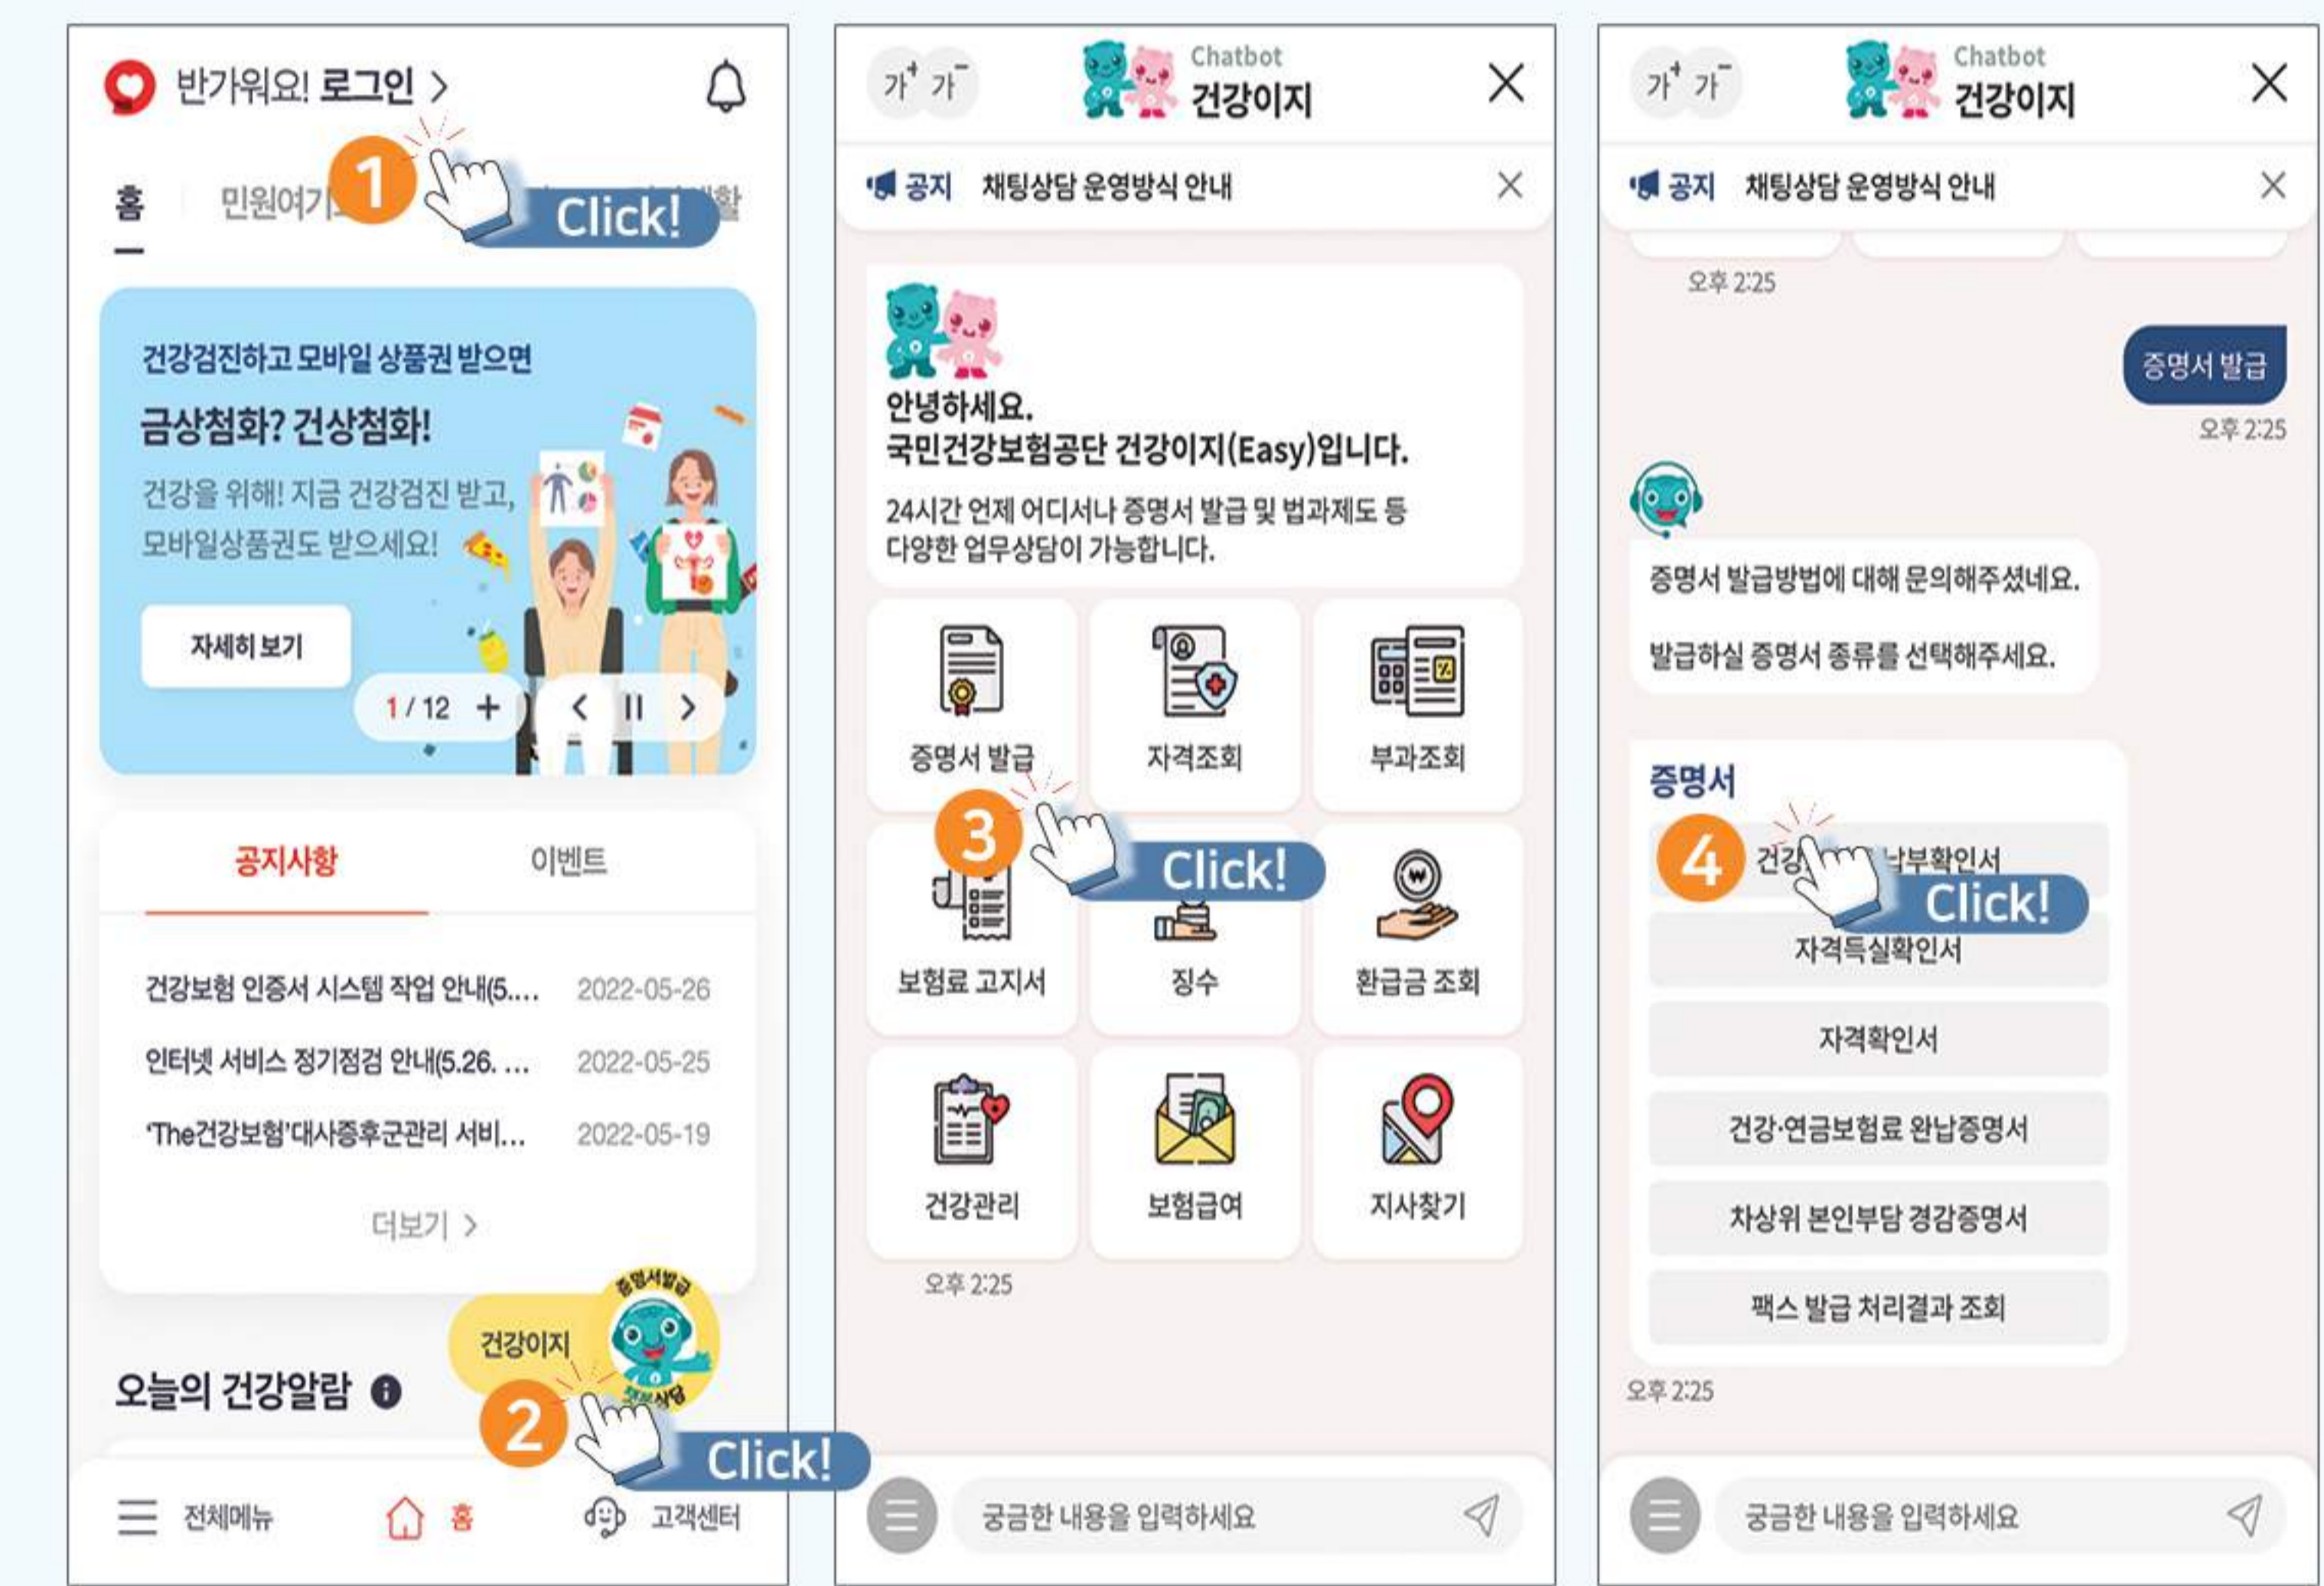 반가워요! 로그인 >
1
Click!
홈
민원여기
활
건강검진하고 모바일 상품권 받으면
금상첨화? 건상첨화!
건강을 위해! 지금 건강검진 받고,
모바일상품권도 받으세요!
자세히 보기
1 / 12 +
공지사항
이벤트
건강보험 인증서 시스템 작업 안내(5.... 2022-05-26
인터넷 서비스 정기점검 안내(5.26. ... 2022-05-25
'The건강보험'대사증후군관리 서비... 2022-05-19
더보기 >
증명서발급
건강이지
챗봇상담
오늘의 건강알람
2
Click!
전체메뉴
홈
고객센터
가+ 가-
Chatbot
건강이지
공지 채팅상담 운영방식 안내
안녕하세요.
국민건강보험공단 건강이지(Easy)입니다.
24시간 언제 어디서나 증명서 발급 및 법과제도 등
다양한 업무상담이 가능합니다.
증명서 발급
자격조회
부과조회
3
Click!
보험료 고지서
징수
환급금 조회
건강관리
보험급여
지사찾기
오후 2:25
궁금한 내용을 입력하세요
가+ 가-
Chatbot
건강이지
공지 채팅상담 운영방식 안내
오후 2:25
증명서 발급
오후 2:25
증명서 발급방법에 대해 문의해주셨네요.
발급하실 증명서 종류를 선택해주세요.
증명서
4
건강 납부확인서
Click!
자격득실확인서
자격확인서
건강·연금보험료 완납증명서
차상위 본인부담 경감증명서
팩스 발급 처리결과 조회
오후 2:25
궁금한 내용을 입력하세요